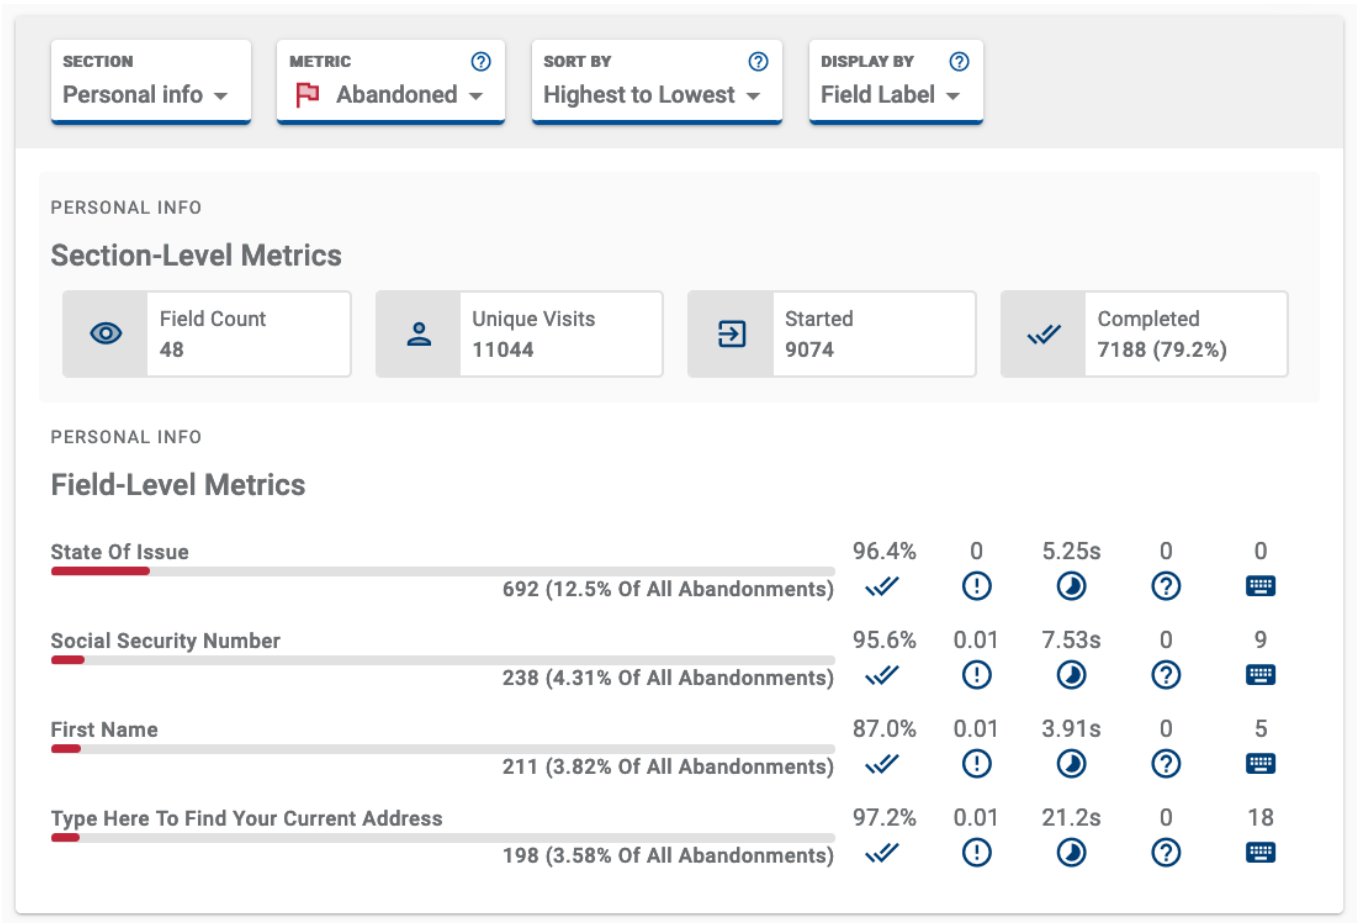 SECTION
Personal info
METRIC
Abandoned
SORT BY
Highest to Lowest
DISPLAY BY
Field Label
PERSONAL INFO
Section-Level Metrics
Field Count
48
Unique Visits
11044
Started
9074
Completed
7188 (79.2%)
PERSONAL INFO
Field-Level Metrics
State Of Issue
96.4% 0 5.25s 0 0
692 (12.5% Of All Abandonments)
Social Security Number
95.6% 0.01 7.53s 0 9
238 (4.31% Of All Abandonments)
First Name
87.0% 0.01 3.91s 0 5
211 (3.82% Of All Abandonments)
Type Here To Find Your Current Address
97.2% 0.01 21.2s 0 18
198 (3.58% Of All Abandonments)